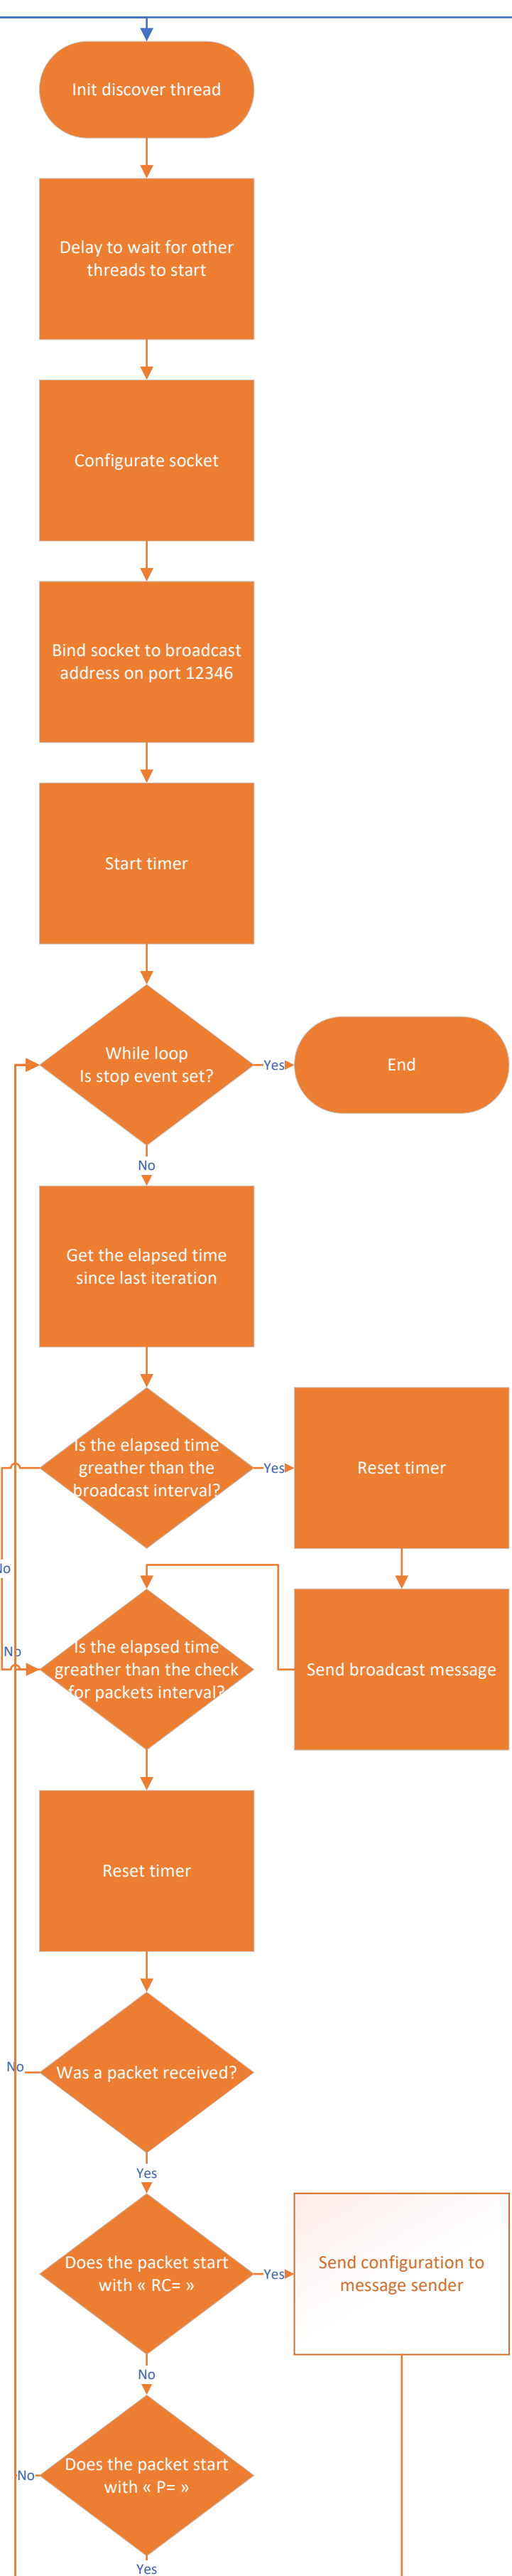 Init discover thread
Delay to wait for other
threads to start
Configurate socket
Bind socket to broadcast
address on port 12346
Start timer
While loop
Is stop event set?
Yes
End
No
Get the elapsed time
since last iteration
Is the elapsed time
greather than the
broadcast interval?
Yes
Reset timer
No
No
Is the elapsed time
greather than the check
for packets interval?
Send broadcast message
Reset timer
Was a packet received?
No
Yes
Does the packet start
with « RC= »
Yes
Send configuration to
message sender
No
Does the packet start
with « P= »
No
Yes